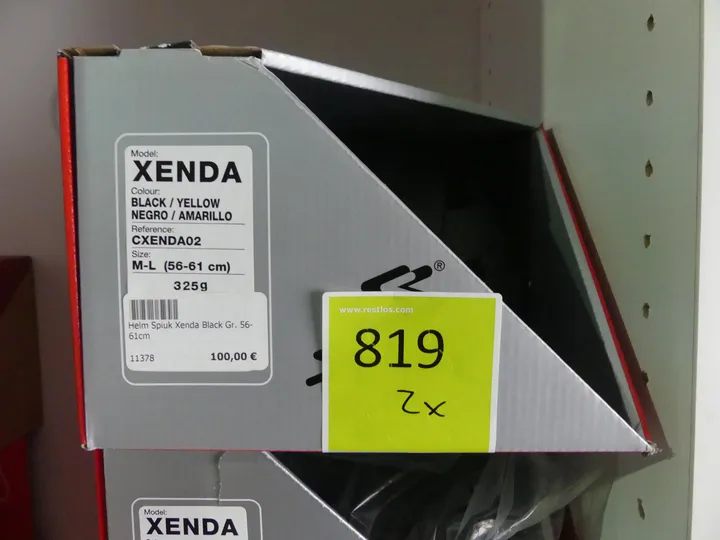 Model:
XENDA
Colour:
BLACK / YELLOW
NEGRO / AMARILLO
Reference:
CXENDA02
Size:
M-L (56-61 cm)
325g
Helm Spiuk Xenda Black Gr. 56-
61cm
11378 100,00 €
®
www.restlos.com
819
2x
Model:
XENDA